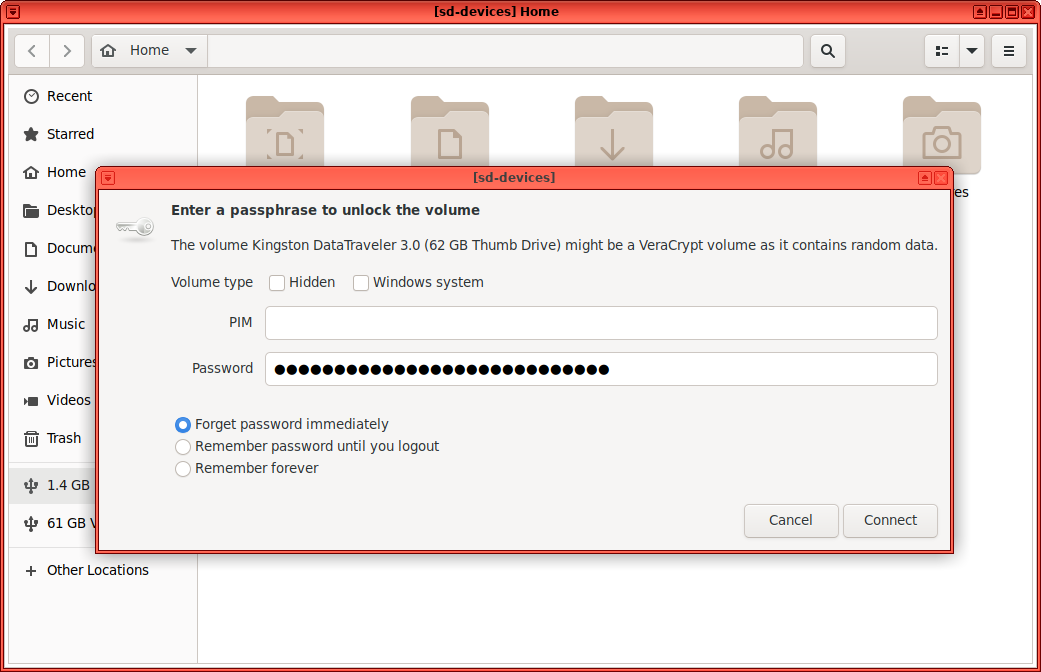 [sd-devices] Home
Home
Recent
Starred
Home
Desktop
Docum
Downlo
Music
Pictures
Videos
Trash
1.4 GB
61 GB V
Other Locations
es
[sd-devices]
Enter a passphrase to unlock the volume
The volume Kingston DataTraveler 3.0 (62 GB Thumb Drive) might be a VeraCrypt volume as it contains random data.
Volume type Hidden Windows system
PIM
Password
Forget password immediately
Remember password until you logout
Remember forever
Cancel Connect